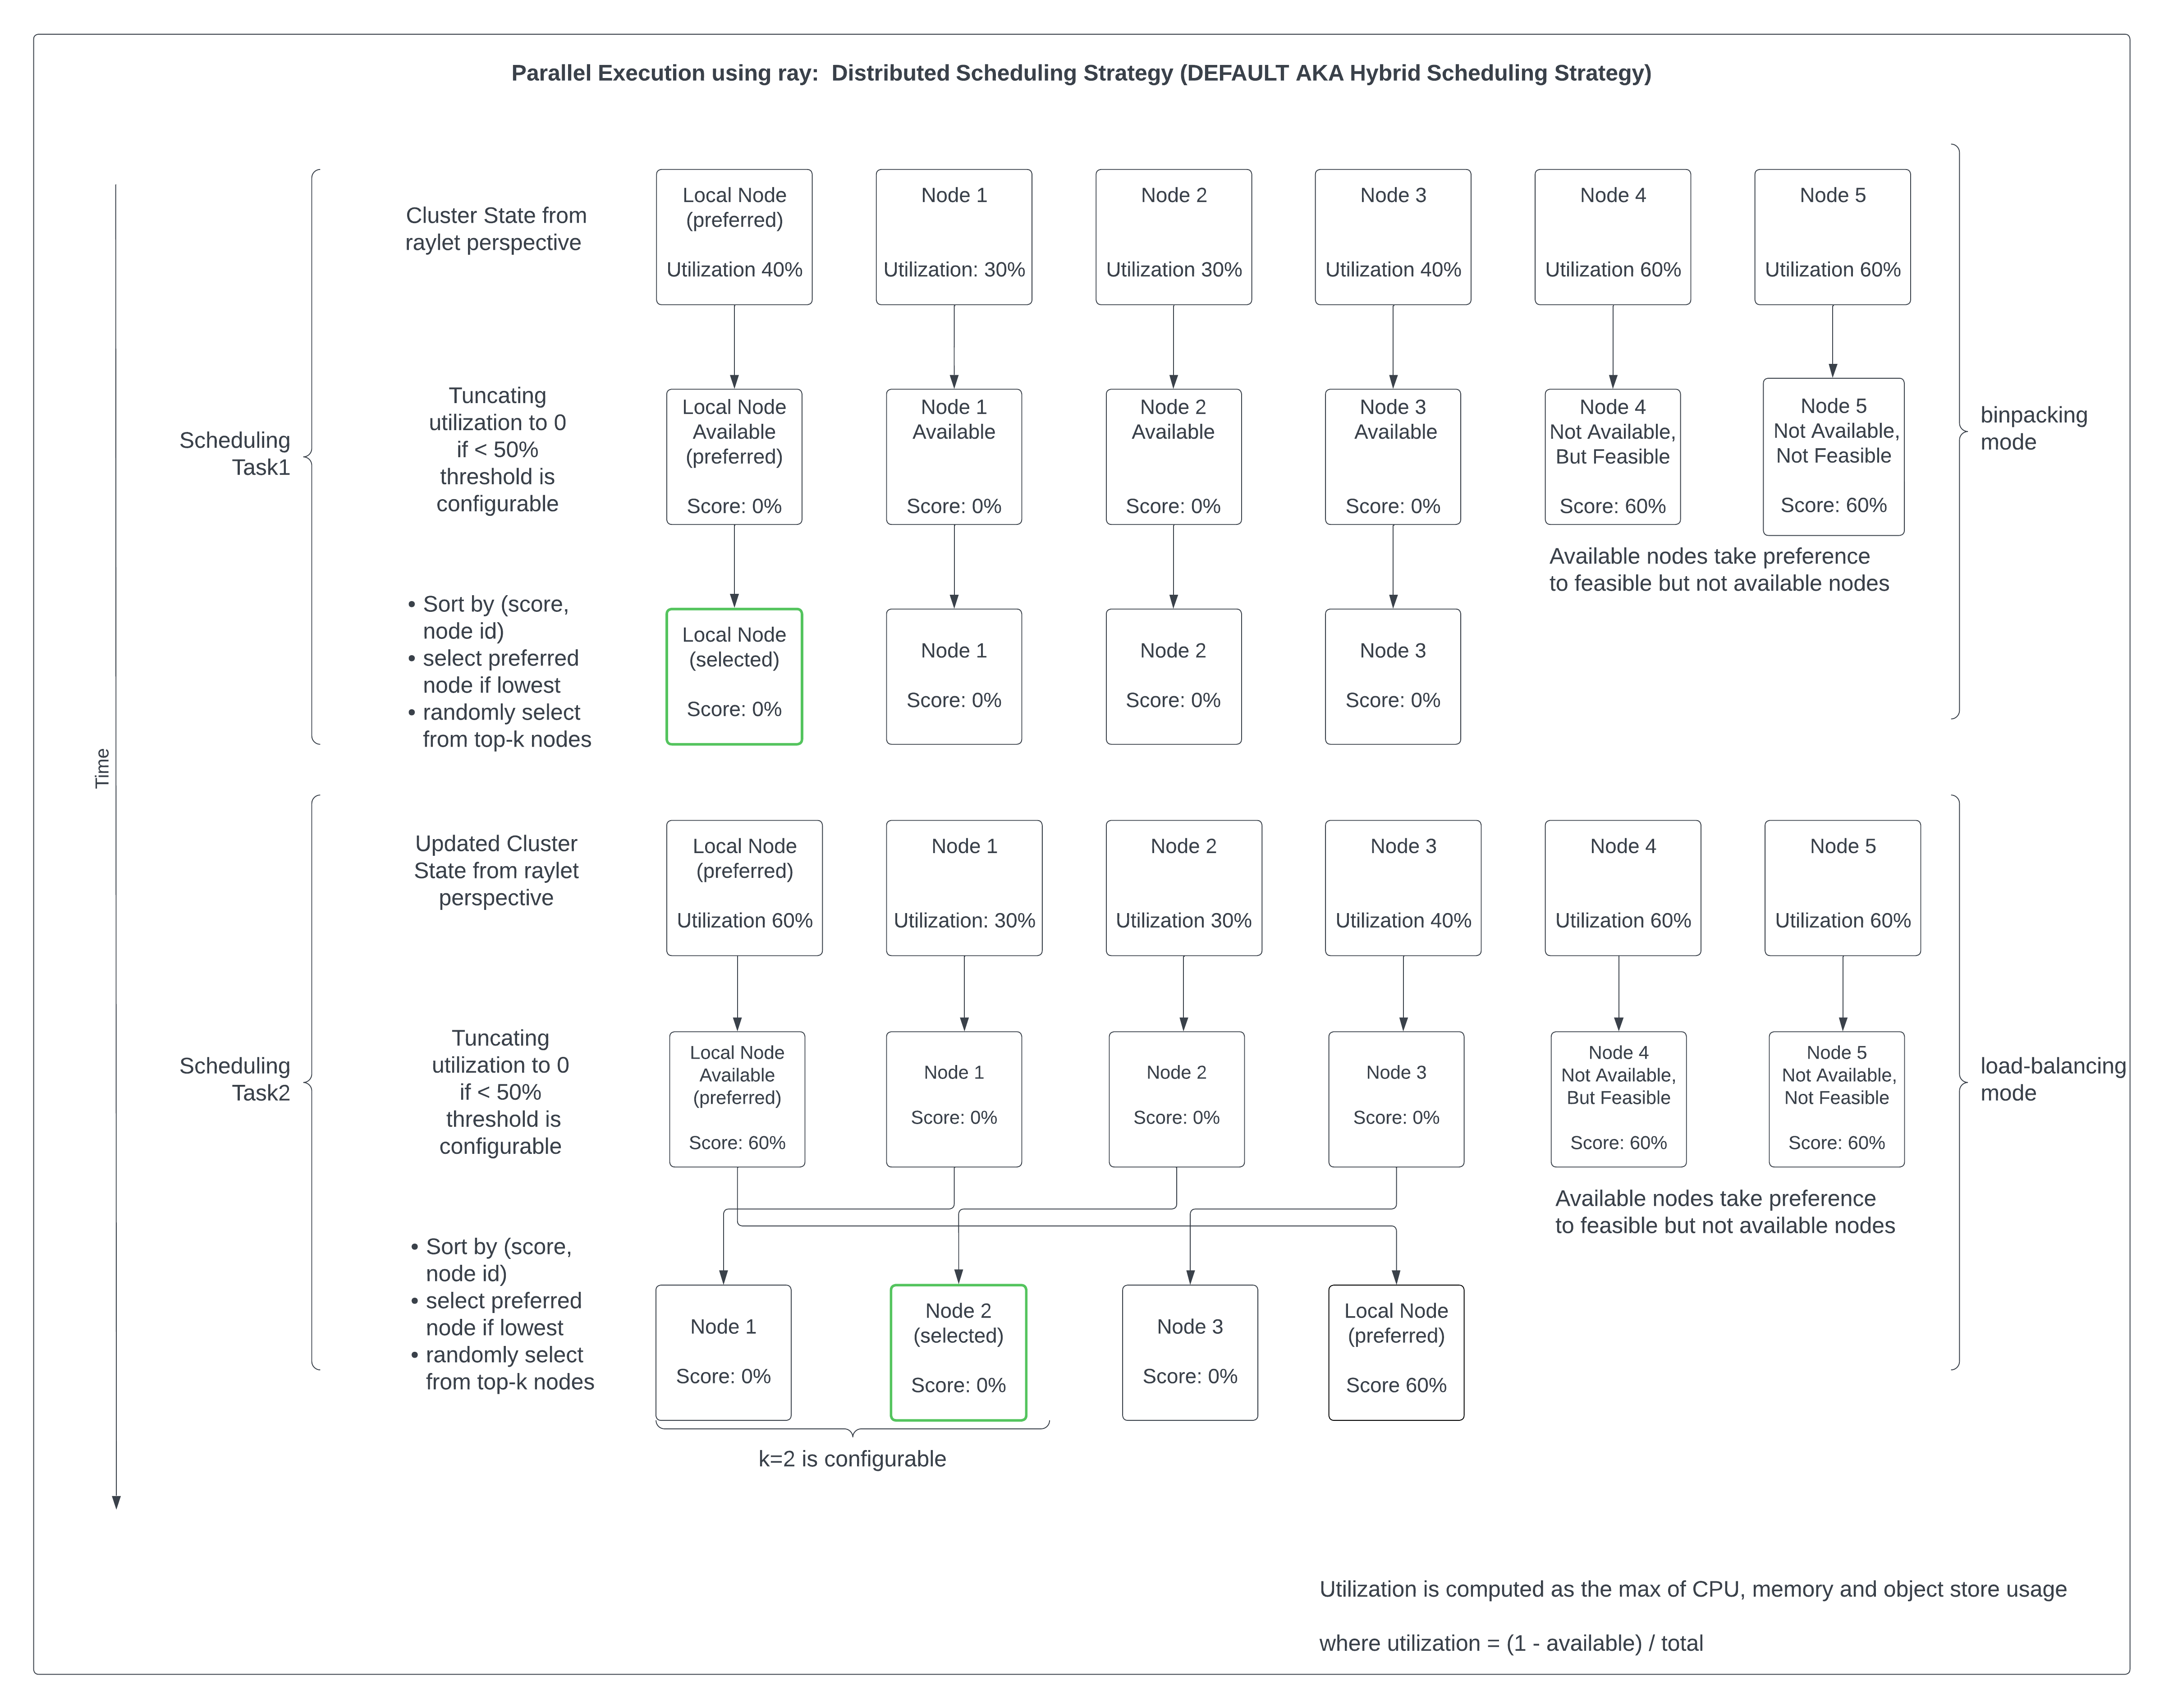 Parallel Execution using ray:  Distributed Scheduling Strategy (DEFAULT AKA Hybrid Scheduling Strategy)
Time
Scheduling
Task1
Cluster State from
raylet perspective
Local Node
(preferred)
Utilization 40%
Node 1
Utilization: 30%
Node 2
Utilization 30%
Node 3
Utilization 40%
Node 4
Utilization 60%
Node 5
Utilization 60%
binpacking
mode
Tuncating
utilization to 0
if < 50%
threshold is
configurable
Local Node
Available
(preferred)
Score: 0%
Node 1
Available
Score: 0%
Node 2
Available
Score: 0%
Node 3
Available
Score: 0%
Node 4
Not Available,
But Feasible
Score: 60%
Node 5
Not Available,
Not Feasible
Score: 60%
Available nodes take preference
to feasible but not available nodes
• Sort by (score,
node id)
• select preferred
node if lowest
• randomly select
from top-k nodes
Local Node
(selected)
Score: 0%
Node 1
Score: 0%
Node 2
Score: 0%
Node 3
Score: 0%
Scheduling
Task2
Updated Cluster
State from raylet
perspective
Local Node
(preferred)
Utilization 60%
Node 1
Utilization: 30%
Node 2
Utilization 30%
Node 3
Utilization 40%
Node 4
Utilization 60%
Node 5
Utilization 60%
load-balancing
mode
Tuncating
utilization to 0
if < 50%
threshold is
configurable
Local Node
Available
(preferred)
Score: 60%
Node 1
Score: 0%
Node 2
Score: 0%
Node 3
Score: 0%
Node 4
Not Available,
But Feasible
Score: 60%
Node 5
Not Available,
Not Feasible
Score: 60%
Available nodes take preference
to feasible but not available nodes
• Sort by (score,
node id)
• select preferred
node if lowest
• randomly select
from top-k nodes
Node 1
Score: 0%
Node 2
(selected)
Score: 0%
Node 3
Score: 0%
Local Node
(preferred)
Score 60%
k=2 is configurable
Utilization is computed as the max of CPU, memory and object store usage
where utilization = (1 - available) / total